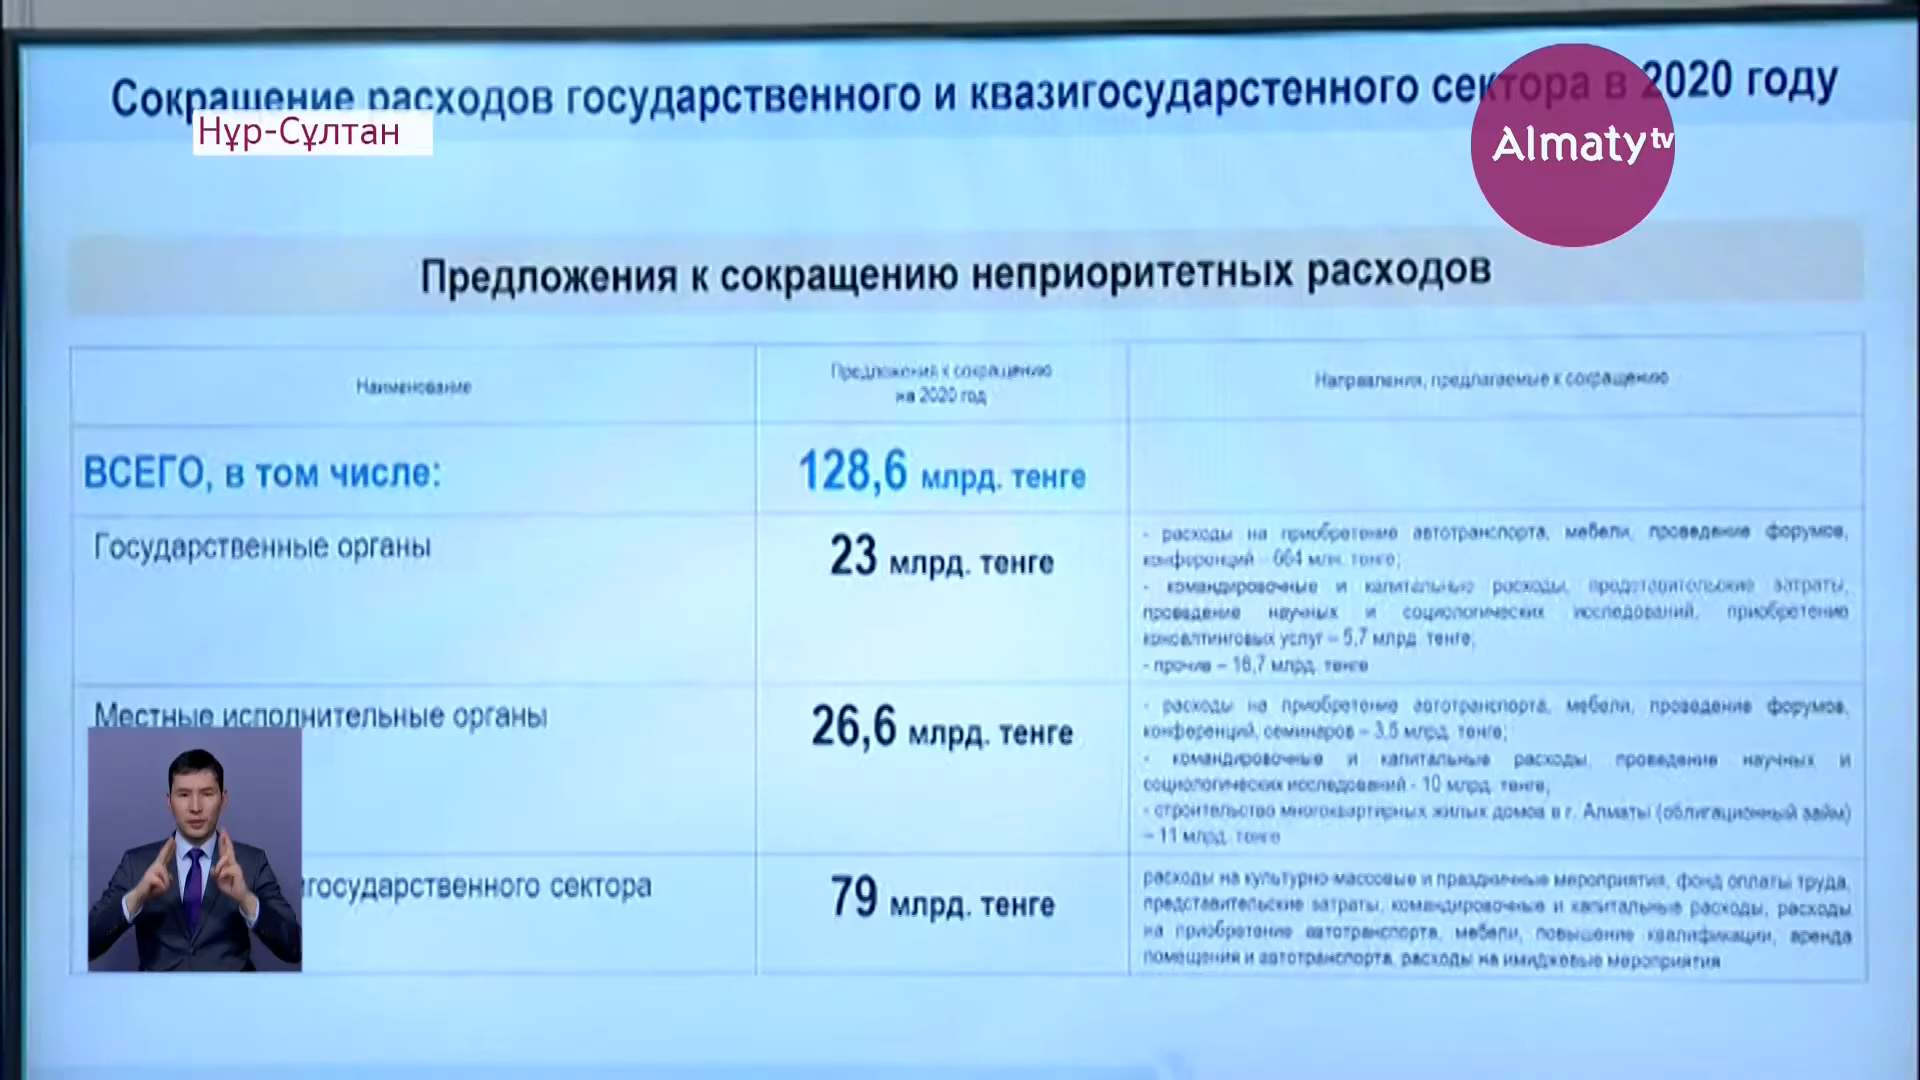 Сокращение расходов государственного и квазигосударстенного сектора в 2020 году
Нұр-Сұлтан
Almaty tv
Предложения к сокращению неприоритетных расходов
Наименование
Предложения к сокращению
на 2020 год
Направления, предлагаемые к сокращению
ВСЕГО, в том числе:
128,6 млрд. тенге
Государственные органы
23 млрд. тенге
- расходы на приобретение автотранспорта, мебели, проведение форумов,
конференций - 664 млн. тенге;
- командировочные и капитальные расходы, представительские затраты,
проведение научных и социологических исследований, приобретение
консалтинговых услуг – 5,7 млрд. тенге;
- прочие – 16,7 млрд. тенге
Местные исполнительные органы
26,6 млрд. тенге
- расходы на приобретение автотранспорта, мебели, проведение форумов,
конференций, семинаров – 3,5 млрд. тенге;
- командировочные и капитальные расходы, проведение научных и
социологических исследований - 10 млрд. тенге;
- строительство многоквартирных жилых домов в г. Алматы (облигационный займ)
– 11 млрд. тенге
государственного сектора
79 млрд. тенге
расходы на культурно-массовые и праздничные мероприятия, фонд оплаты труда,
представительские затраты, командировочные и капитальные расходы, расходы
на приобретение автотранспорта, мебели, повышение квалификации, аренда
помещения и автотранспорта, расходы на имиджевые мероприятия